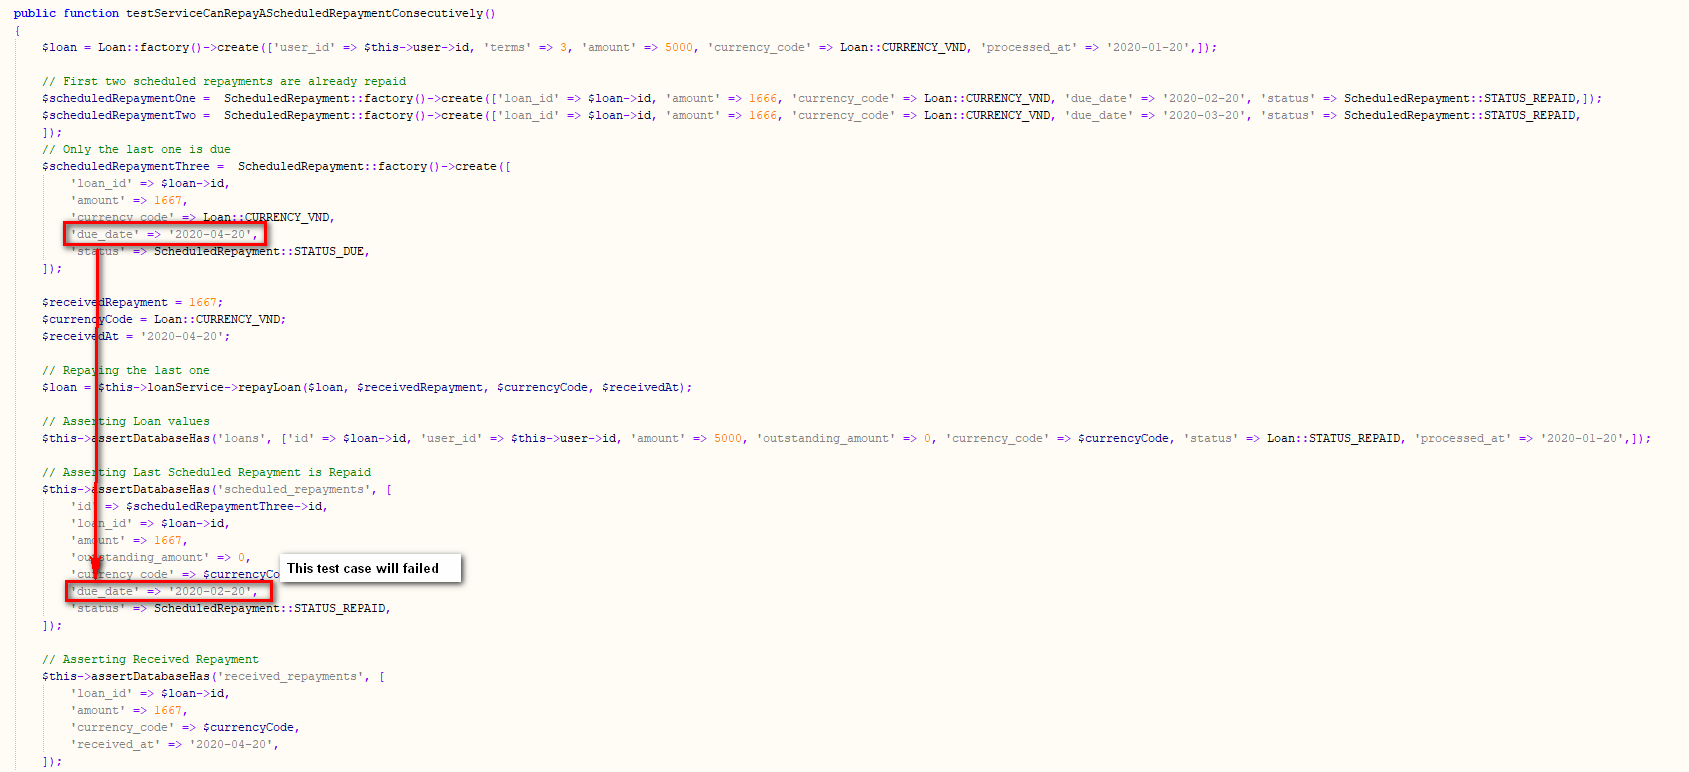 public function testServiceCanRepayAScheduledRepaymentConsecutively()
{
    $loan = Loan::factory()->create(['user_id' => $this->user->id, 'terms' => 3, 'amount' => 5000, 'currency_code' => Loan::CURRENCY_VND, 'processed_at' => '2020-01-20',]);

    // First two scheduled repayments are already repaid
    $scheduledRepaymentOne =  ScheduledRepayment::factory()->create(['loan_id' => $loan->id, 'amount' => 1666, 'currency_code' => Loan::CURRENCY_VND, 'due_date' => '2020-02-20', 'status' => ScheduledRepayment::STATUS_REPAID,]);
    $scheduledRepaymentTwo =  ScheduledRepayment::factory()->create(['loan_id' => $loan->id, 'amount' => 1666, 'currency_code' => Loan::CURRENCY_VND, 'due_date' => '2020-03-20', 'status' => ScheduledRepayment::STATUS_REPAID,
    ]);
    // Only the last one is due
    $scheduledRepaymentThree =  ScheduledRepayment::factory()->create([
        'loan_id' => $loan->id,
        'amount' => 1667,
        'currency_code' => Loan::CURRENCY_VND,
        'due_date' => '2020-04-20',
        'status' => ScheduledRepayment::STATUS_DUE,
    ]);

    $receivedRepayment = 1667;
    $currencyCode = Loan::CURRENCY_VND;
    $receivedAt = '2020-04-20';

    // Repaying the last one
    $loan = $this->loanService->repayLoan($loan, $receivedRepayment, $currencyCode, $receivedAt);

    // Asserting Loan values
    $this->assertDatabaseHas('loans', ['id' => $loan->id, 'user_id' => $this->user->id, 'amount' => 5000, 'outstanding_amount' => 0, 'currency_code' => $currencyCode, 'status' => Loan::STATUS_REPAID, 'processed_at' => '2020-01-20',]);

    // Asserting Last Scheduled Repayment is Repaid
    $this->assertDatabaseHas('scheduled_repayments', [
        'id' => $scheduledRepaymentThree->id,
        'loan_id' => $loan->id,
        'amount' => 1667,
        'outstanding_amount' => 0,
        'currency_code' => $currencyCo
This test case will failed
        'due_date' => '2020-02-20',
        'status' => ScheduledRepayment::STATUS_REPAID,
    ]);

    // Asserting Received Repayment
    $this->assertDatabaseHas('received_repayments', [
        'loan_id' => $loan->id,
        'amount' => 1667,
        'currency_code' => $currencyCode,
        'received_at' => '2020-04-20',
    ]);